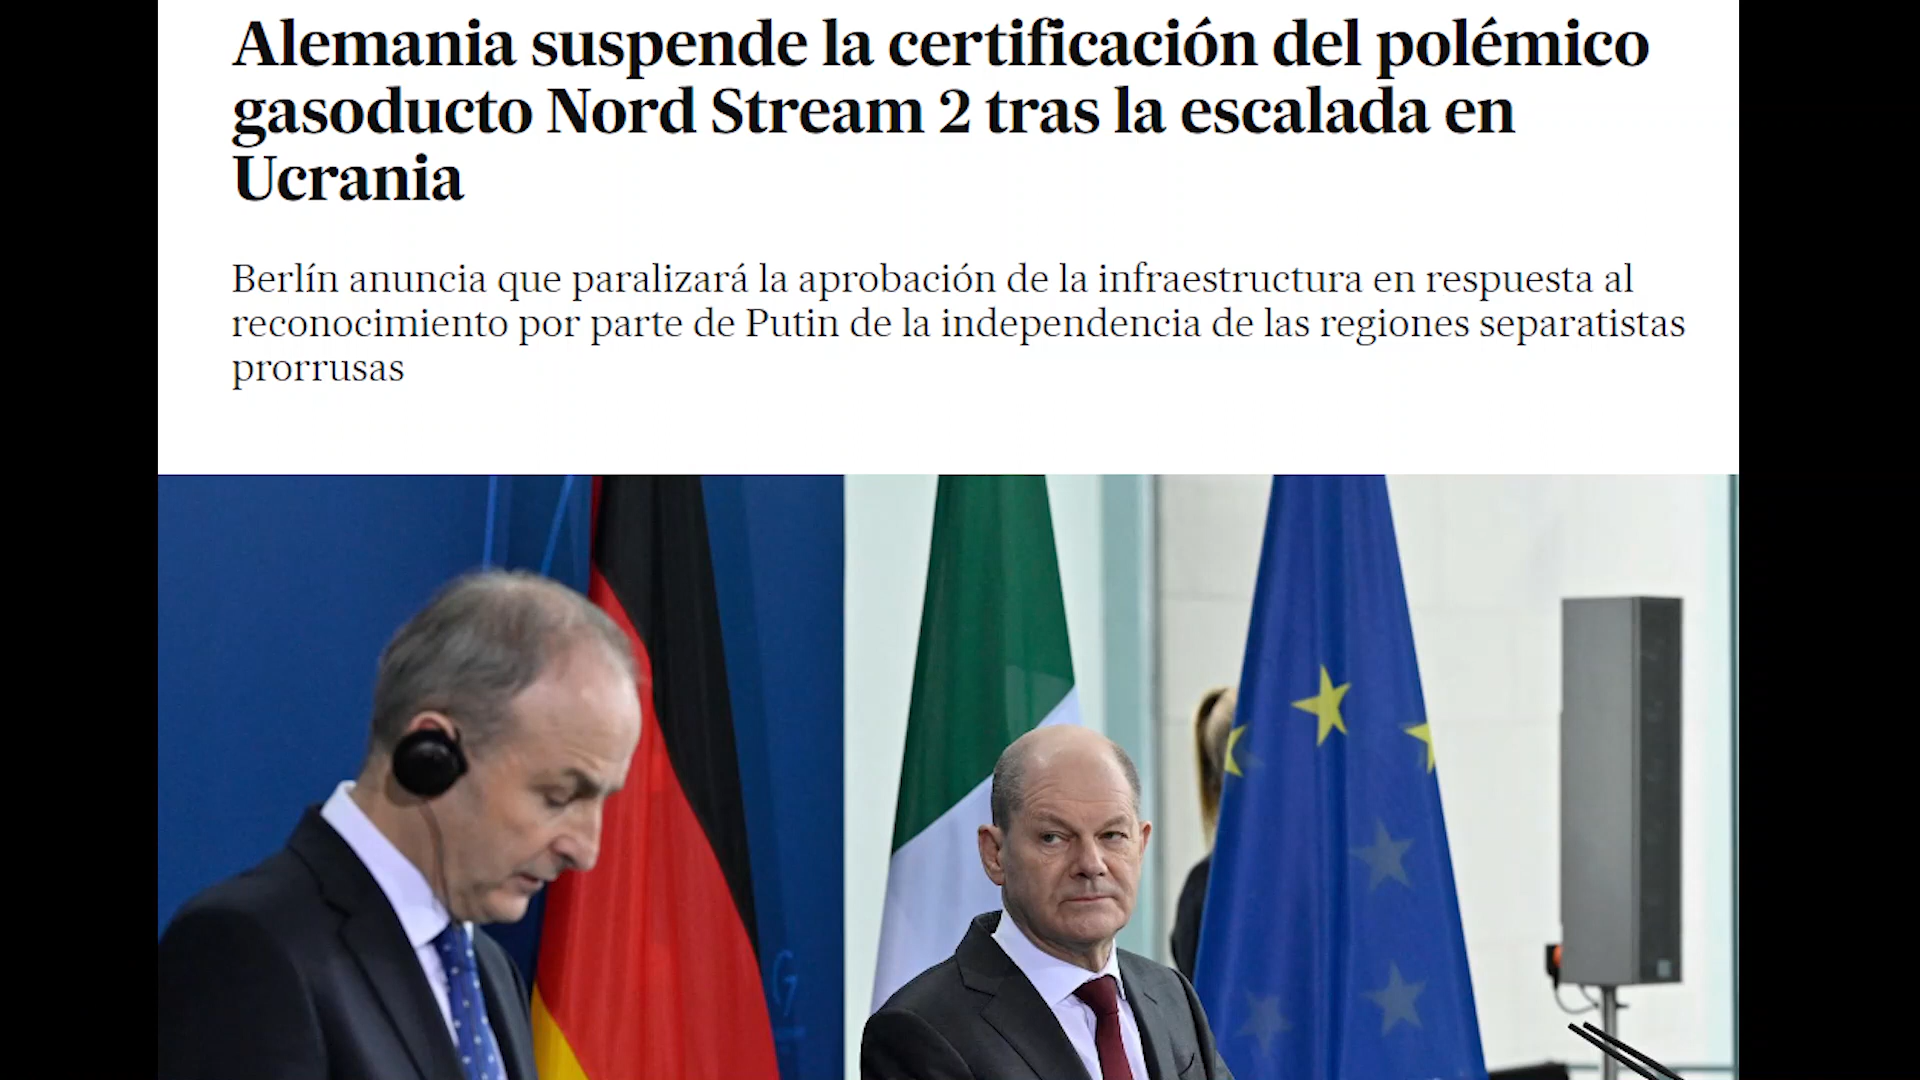 Alemania suspende la certificación del polémico
gasoducto Nord Stream 2 tras la escalada en
Ucrania
Berlín anuncia que paralizará la aprobación de la infraestructura en respuesta al
reconocimiento por parte de Putin de la independencia de las regiones separatistas
prorrusas